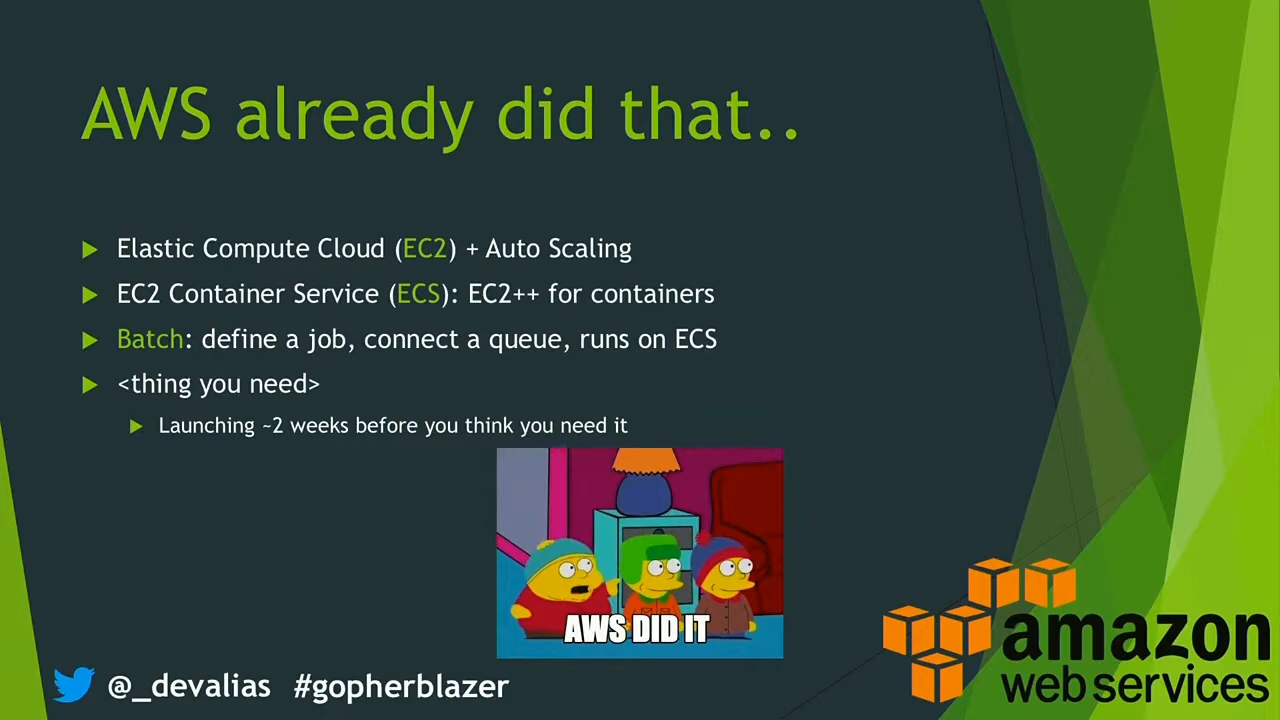 AWS already did that..
Elastic Compute Cloud (EC2) + Auto Scaling
EC2 Container Service (ECS): EC2++ for containers
Batch: define a job, connect a queue, runs on ECS
<thing you need>
Launching ~2 weeks before you think you need it
AWS DID IT
@_devalias #gopherblazer
amazon
web services